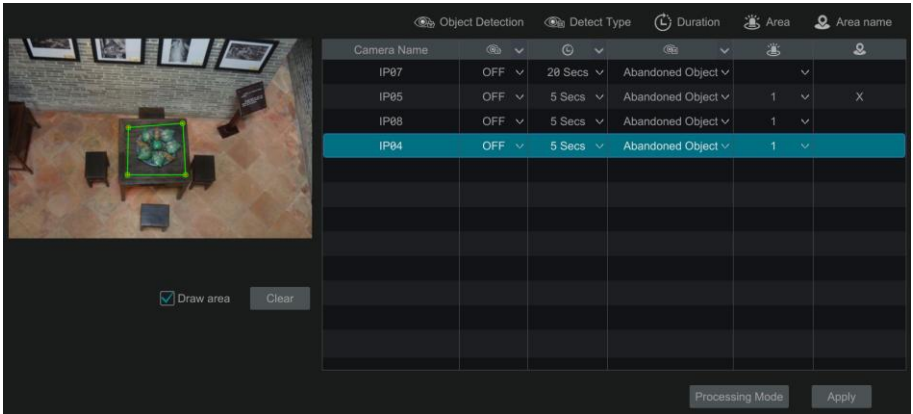 Object Detection Detect Type Duration Area Area name
Camera Name
IP07 OFF 20 Secs Abandoned Object
IP05 OFF 5 Secs Abandoned Object 1 X
IP08 OFF 5 Secs Abandoned Object 1
IP04 OFF 5 Secs Abandoned Object 1
Draw area Clear
Processing Mode Apply